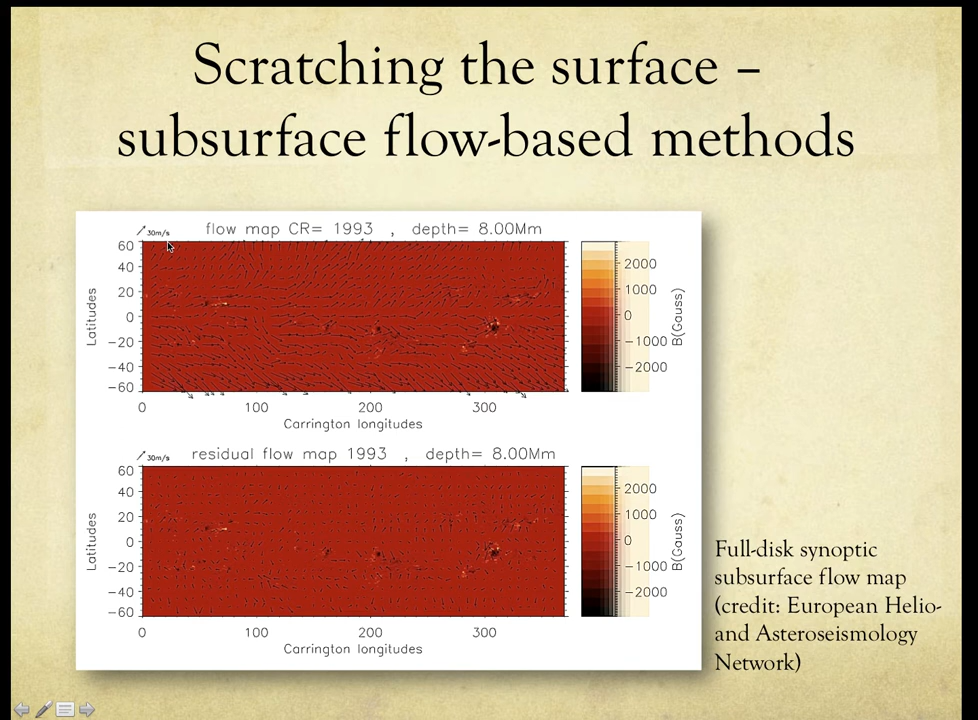 Scratching the surface –
subsurface flow-based methods
30m/s
flow map CR= 1993 , depth= 8.00Mm
60
40
20
0
−20
−40
−60
Latitudes
0 100 200 300
Carrington longitudes
2000
1000
0
−1000
−2000
B(Gauss)
30m/s
residual flow map 1993 , depth= 8.00Mm
60
40
20
0
−20
−40
−60
Latitudes
0 100 200 300
Carrington longitudes
2000
1000
0
−1000
−2000
B(Gauss)
Full-disk synoptic
subsurface flow map
(credit: European Helio-
and Asteroseismology
Network)